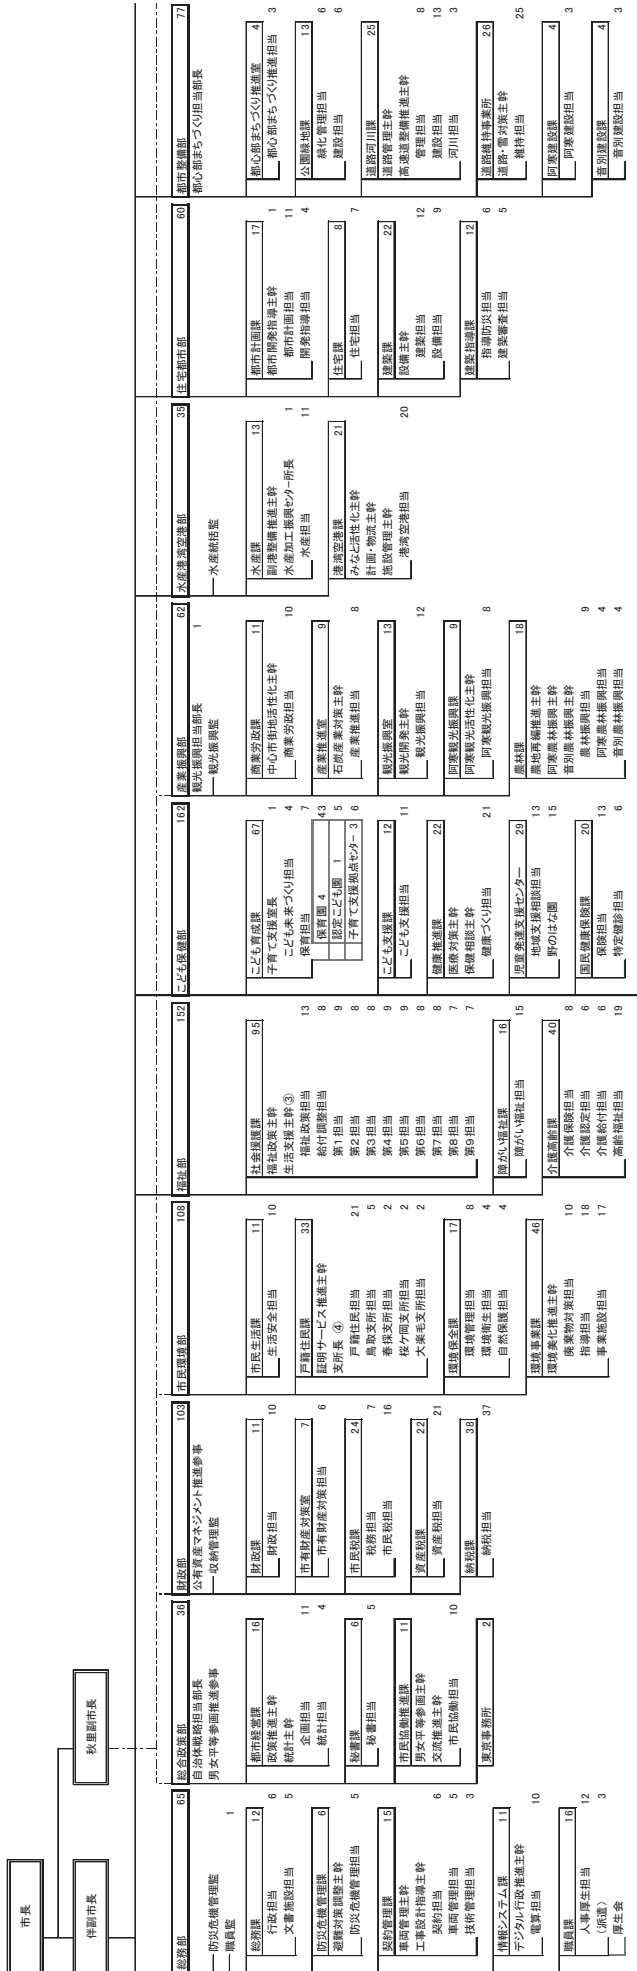 市長
伴副市長
秋里副市長
総務部 65
防災危機管理監
職員監 1
総務課 12
行政担当 6
文書施設担当 5
防災危機管理課 6
避難対策調整主幹
防災危機管理担当 5
契約管理課 15
車両管理主幹
工事設計指導主幹
契約担当 6
車両管理担当 5
技術管理担当 3
情報システム課 11
デジタル行政推進主幹
電算担当 10
職員課 16
人事厚生担当 12
(派遣) 3
厚生会
総合政策部 36
自治体戦略担当部長
男女平等参画推進参事
都市経営課 16
政策推進主幹
統計主幹
企画担当 11
統計担当 4
秘書課 6
秘書担当 5
市民協働推進課 11
男女平等参画主幹
交流推進主幹
市民協働担当 10
東京事務所 2
財政部 103
公有資産マネジメント推進参事
収納管理監
財政課 11
財政担当 10
市有財産対策室 7
市有財産対策担当 6
市民税課 24
税務担当 7
市民税担当 16
資産税課 22
資産税担当 21
納税課 38
納税担当 37
市民環境部 108
市民生活課 11
生活安全担当 10
戸籍住民課 33
証明サービス推進主幹
支所長 ④
戸籍住民担当 21
鳥取支所担当 5
春採支所担当 2
桜ケ岡支所担当 2
大楽毛支所担当 2
環境保全課 17
環境管理担当 8
環境衛生担当 4
自然保護担当 4
環境事業課 46
環境美化推進主幹
廃棄物対策担当 10
指導担当 18
事業施設担当 17
福祉部 152
社会援護課 95
福祉政策主幹
生活支援主幹③
福祉政策担当 13
給付調整担当 8
第1担当 9
第2担当 8
第3担当 8
第4担当 9
第5担当 9
第6担当 8
第7担当 8
第8担当 7
第9担当 7
障がい福祉課 16
障がい福祉担当 15
介護高齢課 40
介護保険担当 8
介護認定担当 6
介護給付担当 6
高齢福祉担当 19
こども保健部 162
こども育成課 67
子育て支援室長 1
こども未来づくり担当 4
保育担当 7
保育園 4 43
認定こども園 1 5
子育て支援拠点センター 3 6
こども支援課 12
こども支援担当 11
健康推進課 22
医療対策主幹
保健相談主幹
健康づくり担当 21
児童発達支援センター 29
地域支援相談担当 13
野のはな園 15
国民健康保険課 20
保険担当 13
特定健診担当 6
産業振興部 62
観光振興担当部長 1
観光振興監
商業労政課 11
中心市街地活性化主幹
商業労政担当 10
産業推進室 9
石炭産業対策主幹
産業推進担当 8
観光振興室 13
観光開発主幹
観光振興担当 12
阿寒観光振興課 9
阿寒観光活性化主幹
阿寒観光振興担当 8
農林課 18
農地再編推進主幹
阿寒農林振興主幹
音別農林振興主幹
農林振興担当 9
阿寒農林振興担当 4
音別農林振興担当 4
水産港湾空港部 35
水産統括監
水産課 13
副港整備推進主幹
水産加工振興センター所長 1
水産担当 11
港湾空港課 21
みなと活性化主幹
計画・物流主幹
施設管理主幹
港湾空港担当 20
住宅都市部 60
都市計画課 17
都市開発指導主幹 1
都市計画担当 11
開発指導担当 4
住宅課 8
住宅担当 7
建築課 22
設備主幹
建築担当 12
設備担当 9
建築指導課 12
指導防災担当 6
建築審査担当 5
都市整備部 77
都心部まちづくり担当部長
都心部まちづくり推進室 4
都心部まちづくり推進担当 3
公園緑地課 13
緑化管理担当 6
建設担当 6
道路河川課 25
道路管理主幹
高速道整備推進主幹
管理担当 8
建設担当 13
河川担当 3
道路維持事業所 26
道路・雪対策主幹
維持担当 25
阿寒建設課 4
阿寒建設担当 3
音別建設課 4
音別建設担当 3